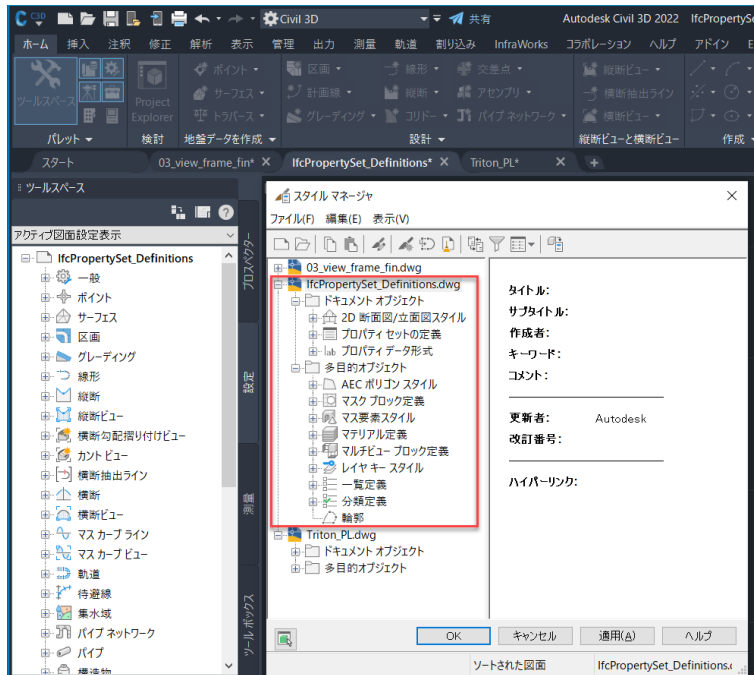 C3D
Civil 3D
共有
Autodesk Civil 3D 2022 IfcPropertySe
ホーム 挿入 注釈 修正 解析 表示 管理 出力 測量 軌道 割り込み InfraWorks コラボレーション ヘルプ アドイン E
ツールスペース
Project
Explorer
ポイント
サーフェス
トラバース
区画
計画線
グレーディング
線形
縦断
コリドー
交差点
アセンブリ
パイプ ネットワーク
縦断ビュー
横断抽出ライン
横断ビュー
パレット 検討 地盤データを作成 設計 縦断ビューと横断ビュー 作成
スタート 03_view_frame_fin* IfcPropertySet_Definitions* Triton_PL*
ツールスペース
アクティブ図面設定表示
IfcPropertySet_Definitions
一般
ポイント
サーフェス
区画
グレーディング
線形
縦断
縦断ビュー
横断勾配摺り付けビュー
カント ビュー
横断抽出ライン
横断
横断ビュー
マス カーブ ライン
マス カーブ ビュー
軌道
待避線
集水域
パイプ ネットワーク
パイプ
構造物
プロスペクター
設定
測量
ツール ボックス
スタイル マネージャ
ファイル(F) 編集(E) 表示(V)
03_view_frame_fin.dwg
IfcPropertySet_Definitions.dwg
ドキュメント オブジェクト
2D 断面図/立面図スタイル
プロパティ セットの定義
プロパティ データ形式
多目的オブジェクト
AEC ポリゴン スタイル
マスク ブロック定義
マス要素スタイル
マテリアル定義
マルチビュー ブロック定義
レイヤ キー スタイル
一覧定義
分類定義
輪郭
Triton_PL.dwg
ドキュメント オブジェクト
多目的オブジェクト
タイトル:
サブタイトル:
作成者:
キーワード:
コメント:
更新者: Autodesk
改訂番号:
ハイパーリンク:
OK キャンセル 適用(A) ヘルプ
ソートされた図面 IfcPropertySet_Definitions.